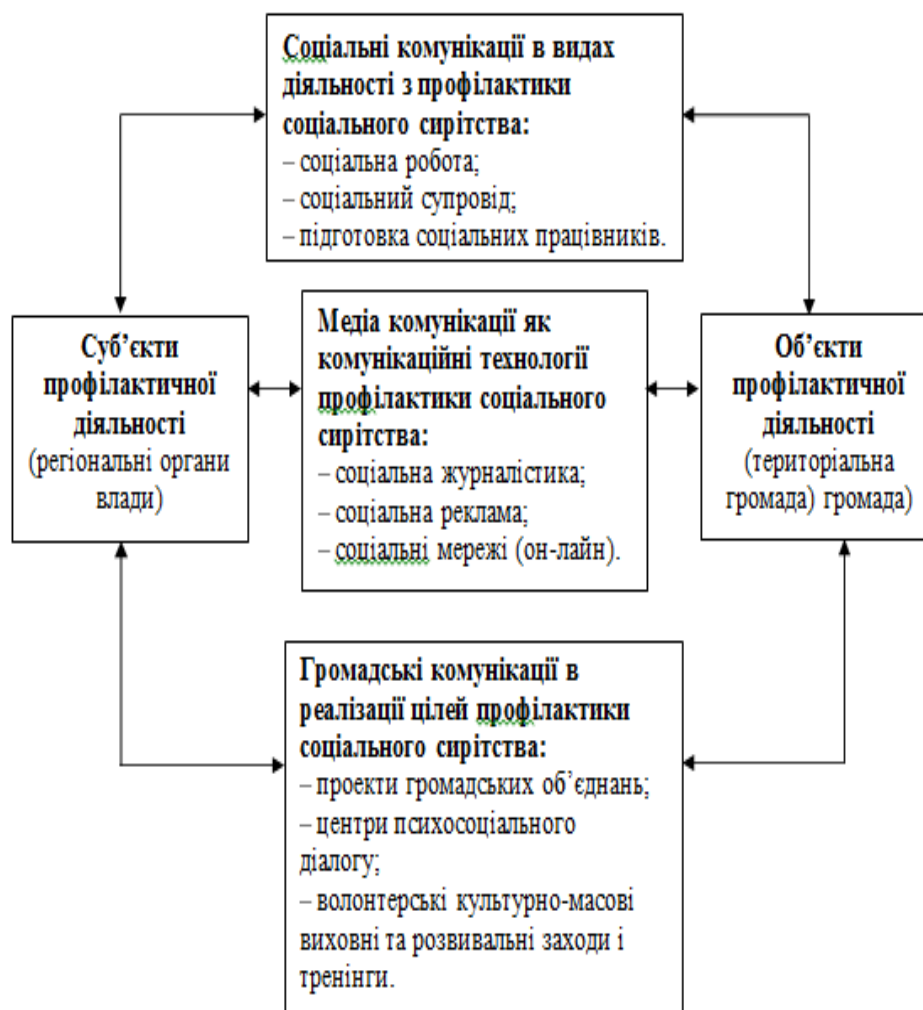 Соціальні комунікації в видах
діяльності з профілактики
соціального сирітства:
– соціальна робота;
– соціальний супровід;
– підготовка соціальних працівників.
Суб’єкти
профілактичної
діяльності
(регіональні органи
влади)
Медіа комунікації як
комунікаційні технології
профілактики соціального
сирітства:
– соціальна журналістика;
– соціальна реклама;
– соціальні мережі (он-лайн).
Об’єкти
профілактичної
діяльності
(територіальна
громада) громада)
Громадські комунікації в
реалізації цілей профілактики
соціального сирітства:
– проекти громадських об’єднань;
– центри психосоціального
діалогу;
– волонтерські культурно-масові
виховні та розвивальні заходи і
тренінги.